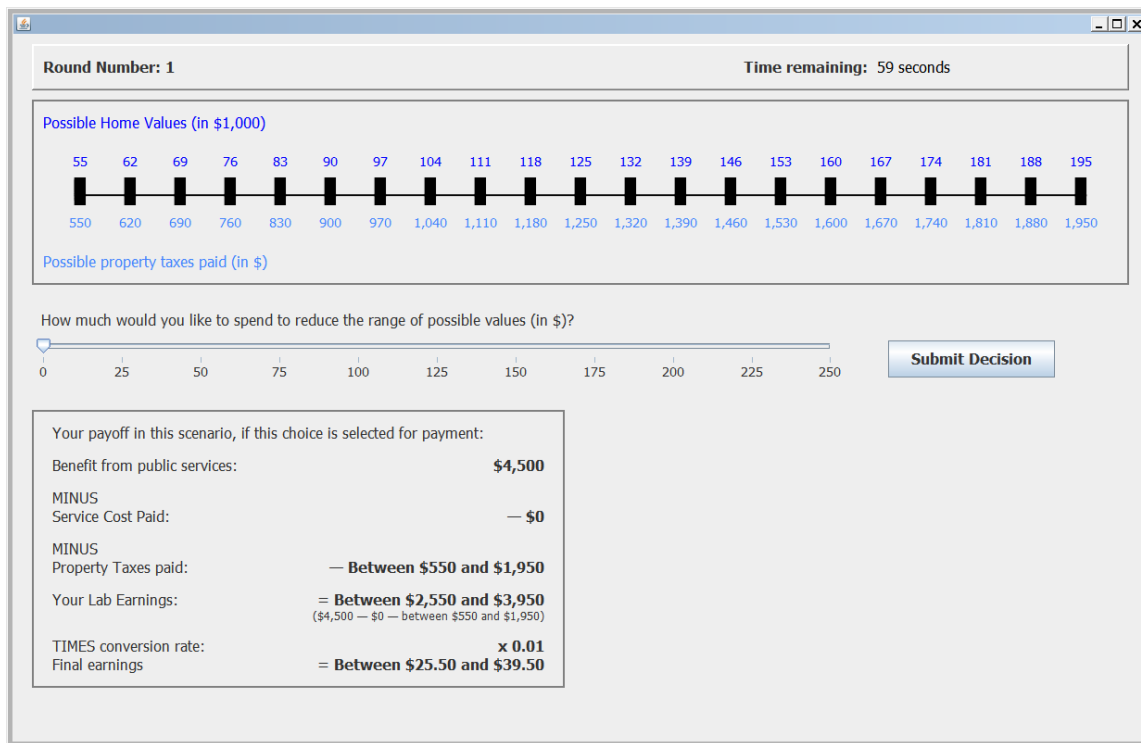 Round Number: 1 Time remaining: 59 seconds
Possible Home Values (in $1,000)
55 62 69 76 83 90 97 104 111 118 125 132 139 146 153 160 167 174 181 188 195
550 620 690 760 830 900 970 1,040 1,110 1,180 1,250 1,320 1,390 1,460 1,530 1,600 1,670 1,740 1,810 1,880 1,950
Possible property taxes paid (in $)
How much would you like to spend to reduce the range of possible values (in $)?
0 25 50 75 100 125 150 175 200 225 250
Submit Decision
Your payoff in this scenario, if this choice is selected for payment:
Benefit from public services: $4,500
MINUS
Service Cost Paid: — $0
MINUS
Property Taxes paid: — Between $550 and $1,950
Your Lab Earnings: = Between $2,550 and $3,950
($4,500 — $0 — between $550 and $1,950)
TIMES conversion rate: x 0.01
Final earnings = Between $25.50 and $39.50